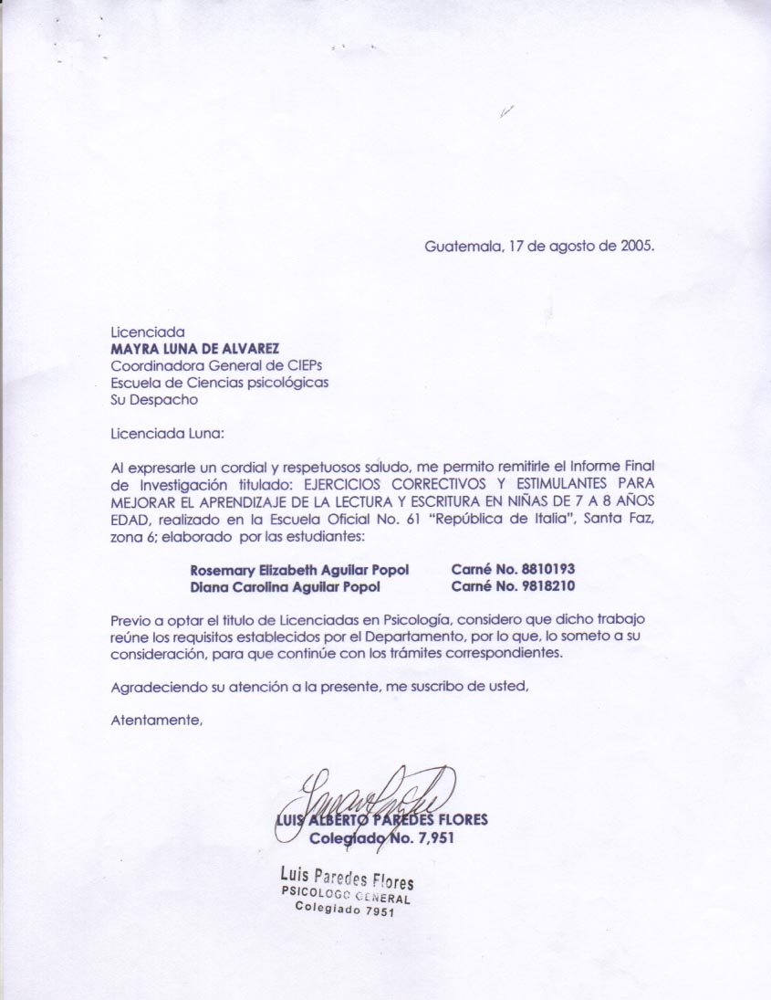 Guatemala, 17 de agosto de 2005.
Licenciada
MAYRA LUNA DE ALVAREZ
Coordinadora General de CIEPs
Escuela de Ciencias psicológicas
Su Despacho
Licenciada Luna:
Al expresarle un cordial y respetuosos saludo, me permito remitirle el Informe Final
de Investigación titulado: EJERCICIOS CORRECTIVOS Y ESTIMULANTES PARA
MEJORAR EL APRENDIZAJE DE LA LECTURA Y ESCRITURA EN NIÑAS DE 7 A 8 AÑOS
EDAD, realizado en la Escuela Oficial No. 61 “República de Italia”, Santa Faz,
zona 6; elaborado por las estudiantes:
Rosemary Elizabeth Aguilar Popol Carné No. 8810193
Diana Carolina Aguilar Popol Carné No. 9818210
Previo a optar el titulo de Licenciadas en Psicología, considero que dicho trabajo
reúne los requisitos establecidos por el Departamento, por lo que, lo someto a su
consideración, para que continúe con los trámites correspondientes.
Agradeciendo su atención a la presente, me suscribo de usted,
Atentamente,
LUIS ALBERTO PAREDES FLORES
Colegiado No. 7,951
Luis Paredes Flores
PSICOLOGO GENERAL
Colegiado 7951